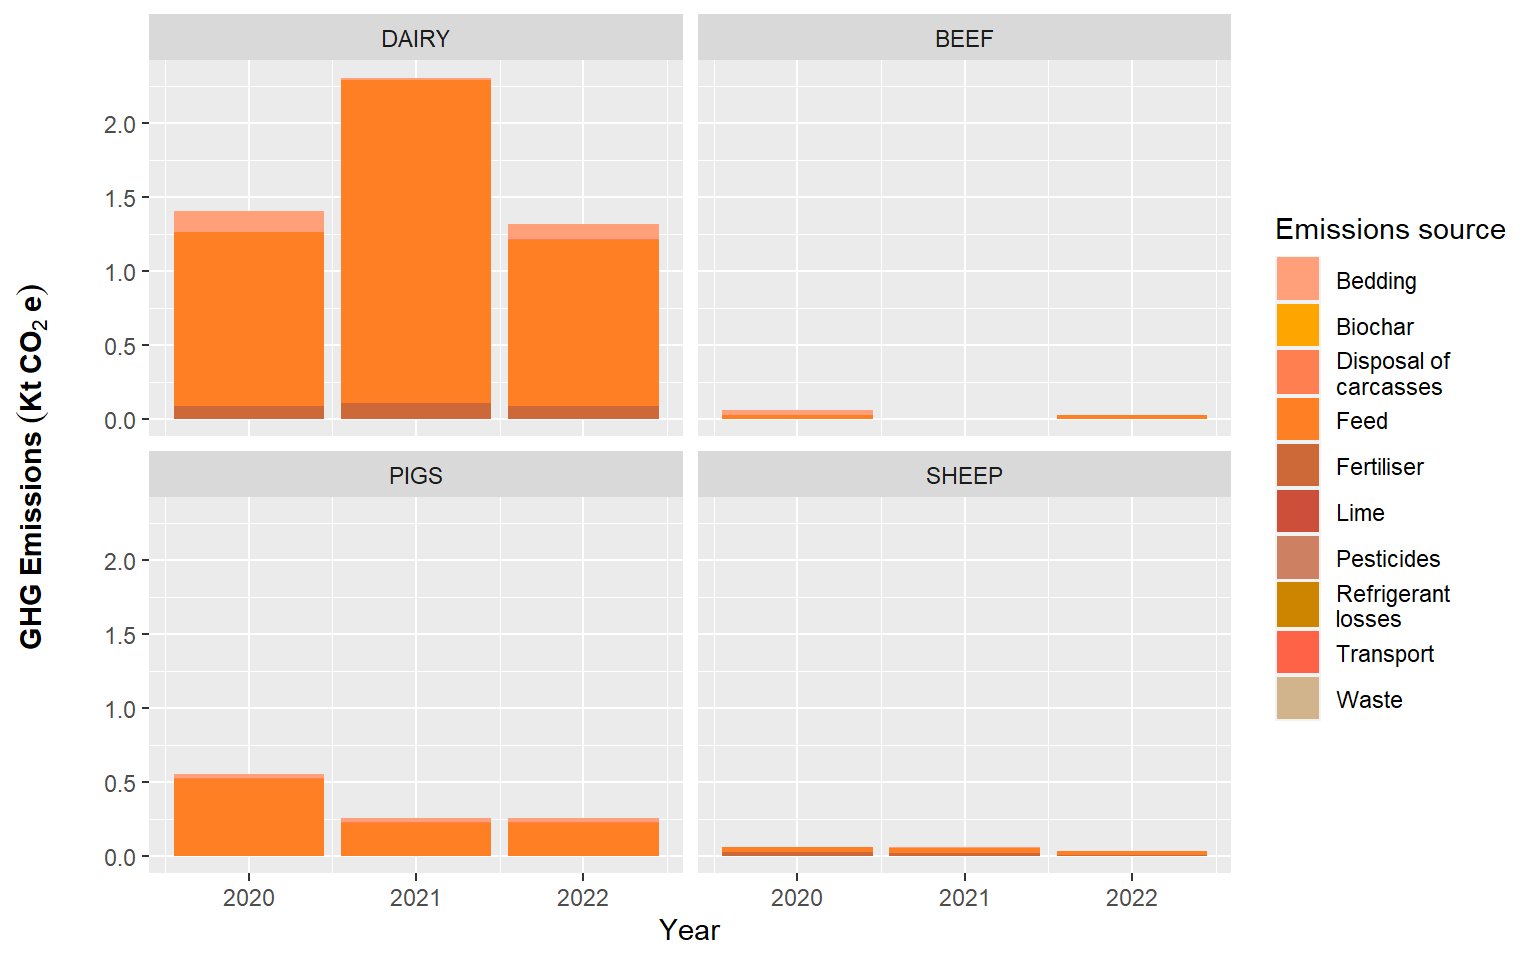 DAIRY
BEEF
2.0
1.5
1.0
0.5
0.0
PIGS
SHEEP
2.0
1.5
1.0
0.5
0.0
2020
2021
2022
2020
2021
2022
Year
GHG Emissions (Kt CO₂ e)
Emissions source
Bedding
Biochar
Disposal of
carcasses
Feed
Fertiliser
Lime
Pesticides
Refrigerant
losses
Transport
Waste